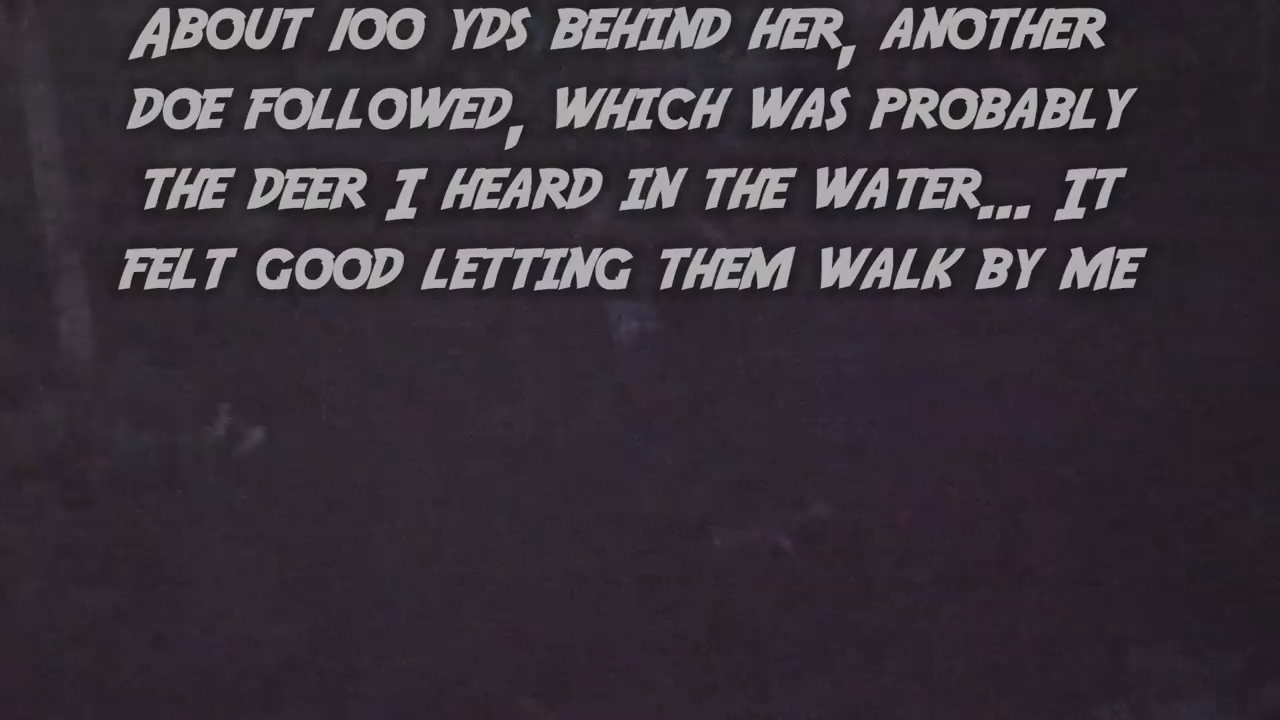 About 100 yds behind her, another
doe followed, which was probably
the deer I heard in the water... It
felt good letting them walk by me